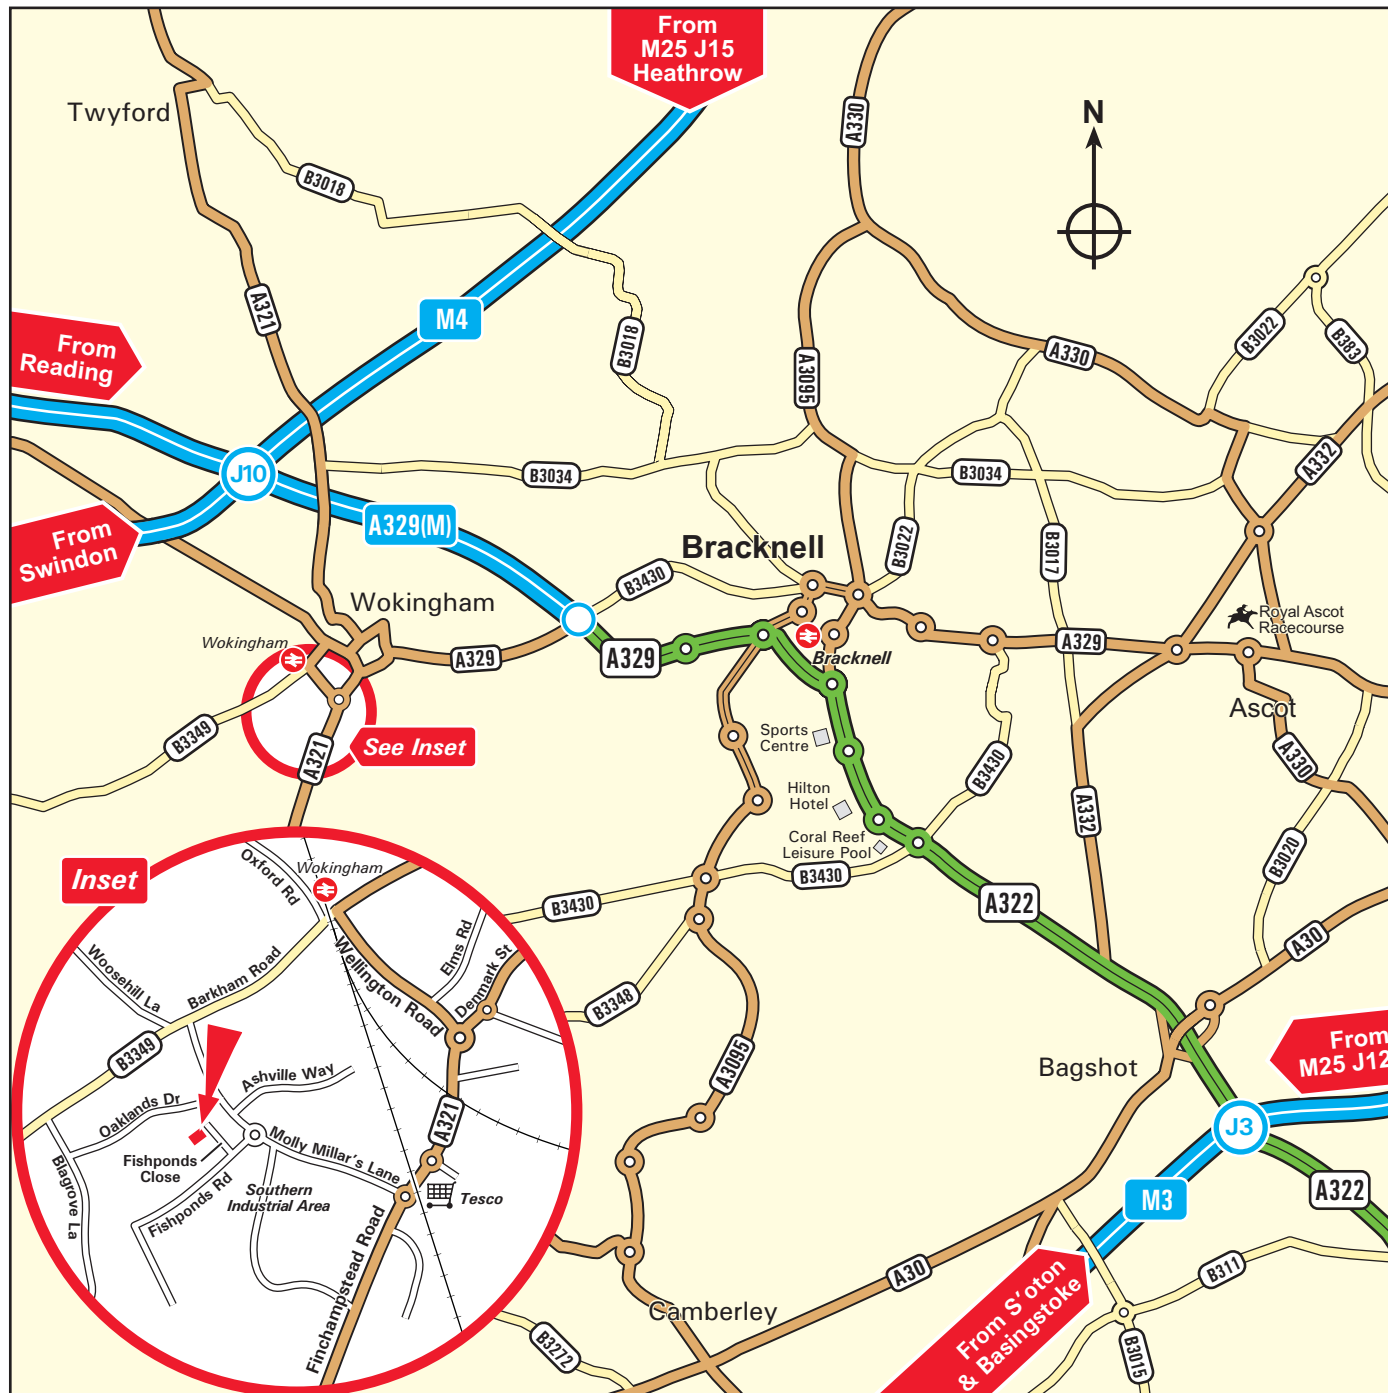 From
M25 J15
Heathrow
Twyford
N
A330
B3018
A321
M4
B3018
A3095
A330
B3022
B383
From
Reading
J10
A329(M)
B3034
B3034
A332
From
Swindon
Bracknell
B3022
B3017
B3430
Wokingham
Wokingham
A329
A329
Bracknell
A329
Royal Ascot
Racecourse
Ascot
B3349
A321
See Inset
Sports
Centre
Hilton
Hotel
Coral Reef
Leisure Pool
B3430
A330
A332
B3020
B3430
B3430
A322
A30
B3348
A3095
Bagshot
From
M25 J12
J3
A322
M3
A30
B311
From S'oton
& Basingstoke
B3015
Camberley
B3272
Inset
Wokingham
Oxford Rd
Woosehill La
Barkham Road
Wellington Road
Elms Rd
Denmark St
B3349
Ashville Way
Oaklands Dr
A321
Molly Millar's Lane
Fishponds
Close
Fishponds Rd
Blagrove La
Southern
Industrial Area
Tesco
Finchampstead Road